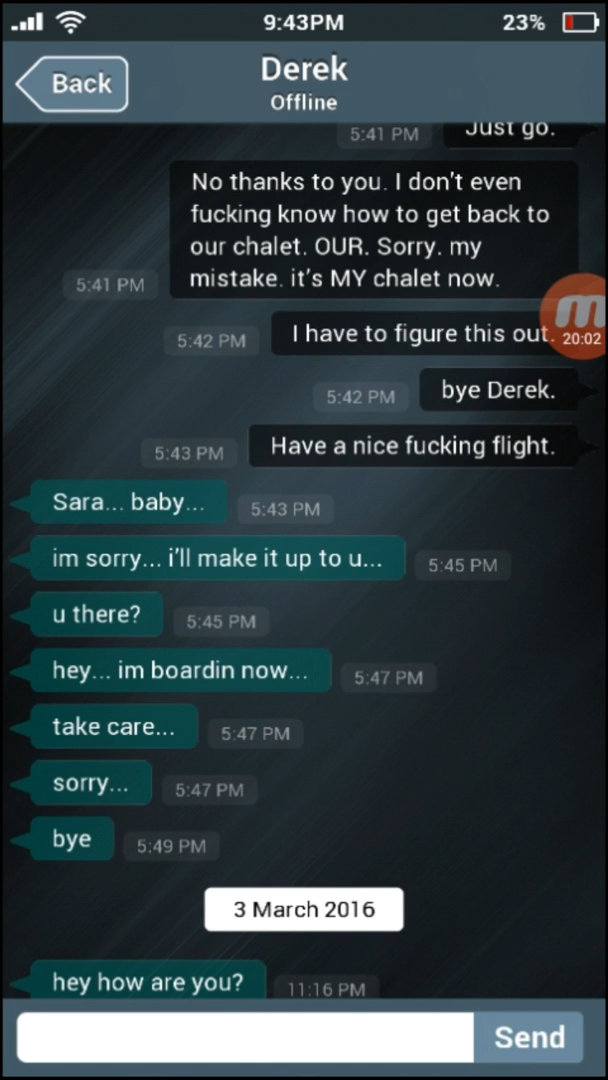 9:43PM
23%
Back
Derek
Offline
5:41 PM
Just go.
No thanks to you. I don't even
fucking know how to get back to
our chalet. OUR. Sorry. my
mistake. it's MY chalet now.
5:41 PM
20:02
5:42 PM
I have to figure this out.
5:42 PM
bye Derek.
5:43 PM
Have a nice fucking flight.
Sara... baby...
5:43 PM
im sorry... i'll make it up to u...
5:45 PM
u there?
5:45 PM
hey... im boardin now...
5:47 PM
take care...
5:47 PM
sorry...
5:47 PM
bye
5:49 PM
3 March 2016
hey how are you?
11:16 PM
Send